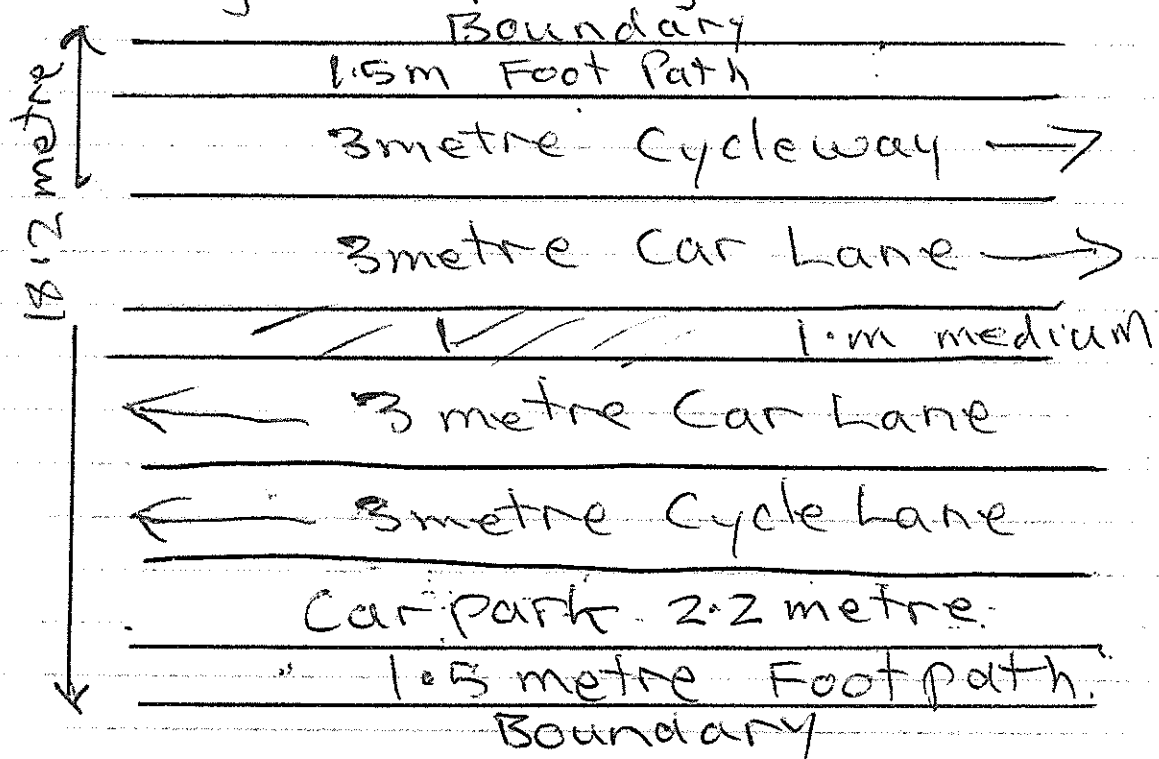 Boundary
1.5m Foot Path
3metre Cycleway
3metre Car Lane
1.m medium
3 metre Car Lane
3metre Cycle Lane
Car park 2.2 metre.
1.5 metre Footpath.
Boundary
18.2 metre